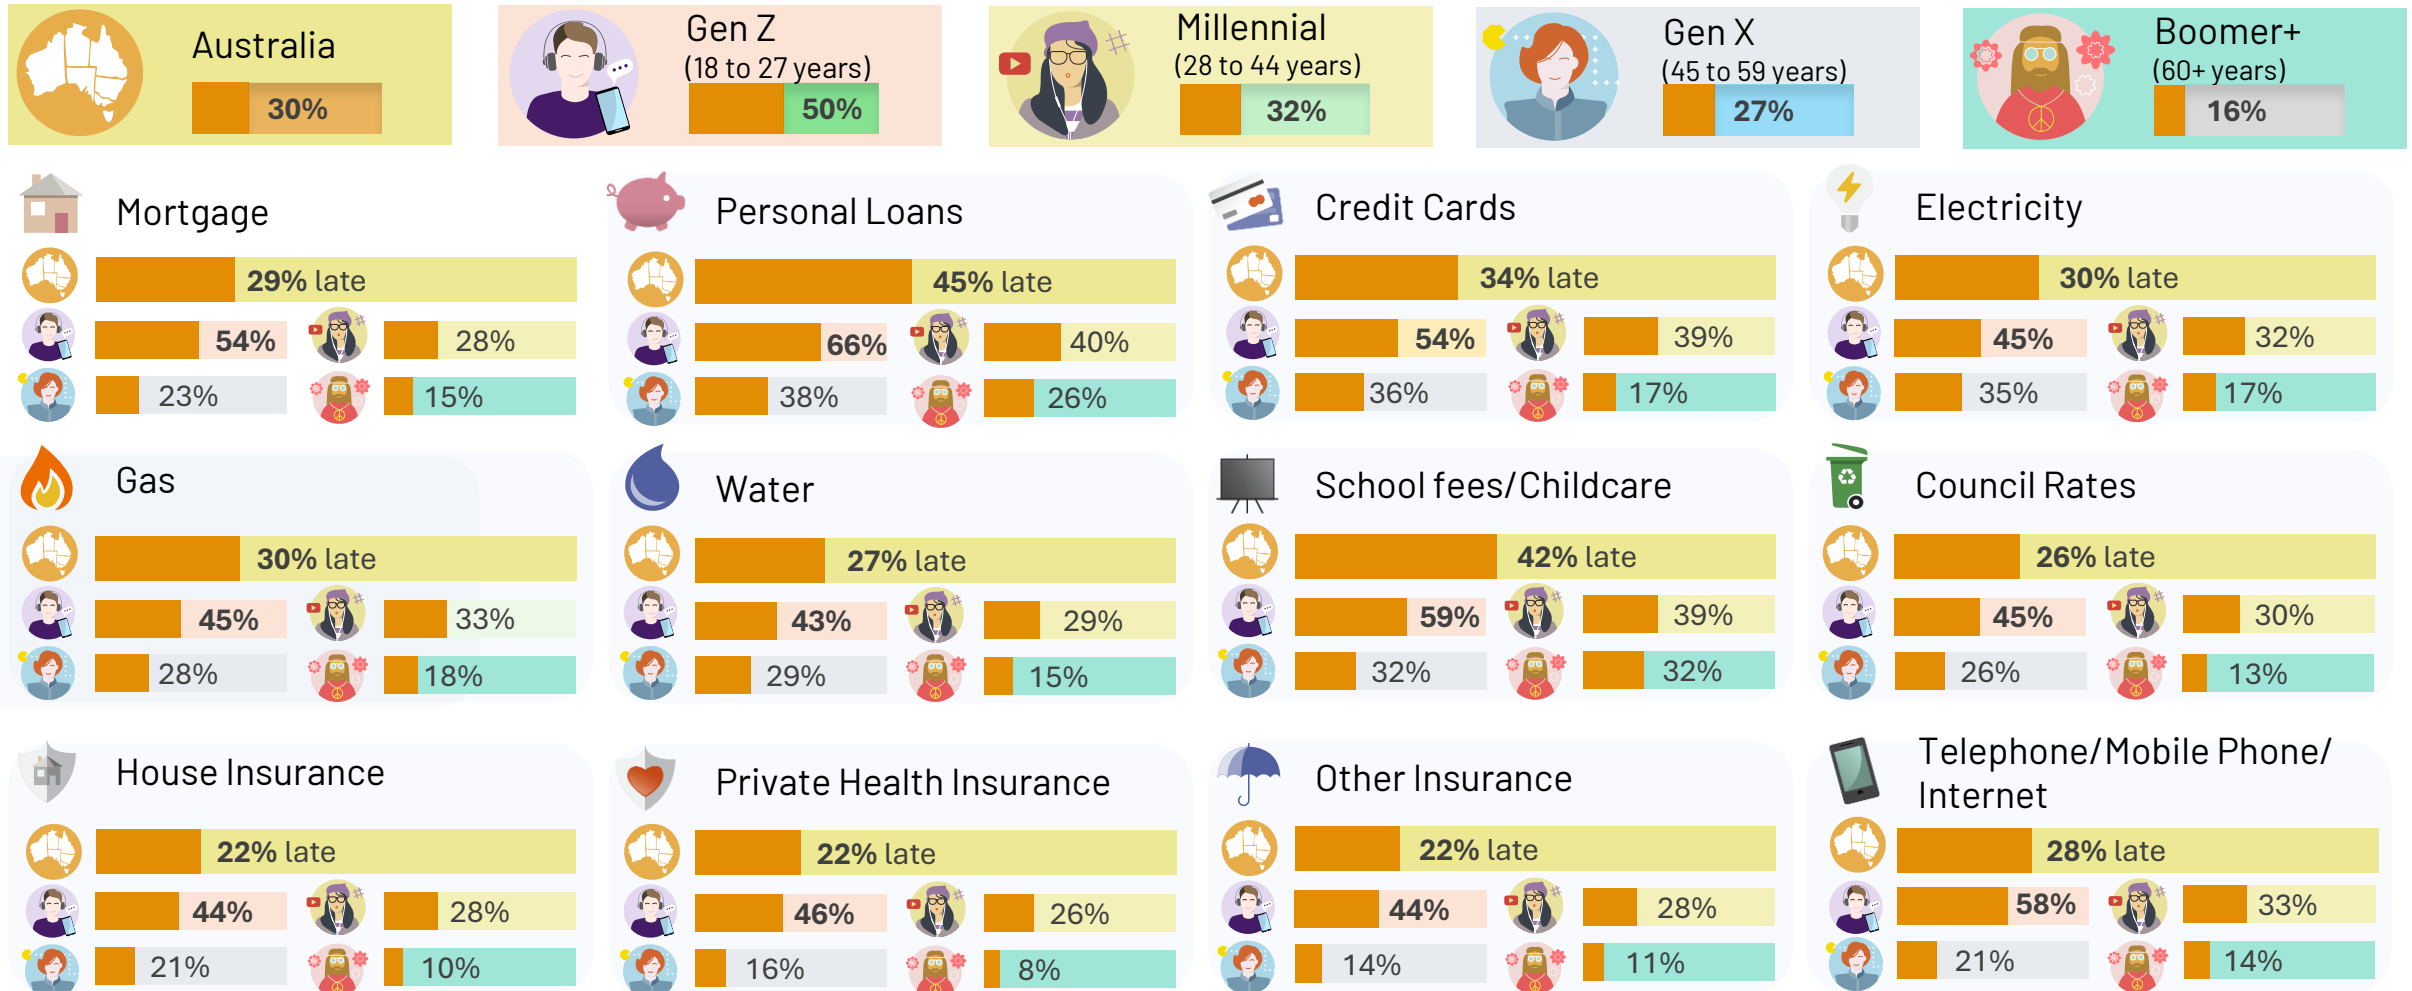 Australia
30%
Gen Z
(18 to 27 years)
50%
Millennial
(28 to 44 years)
32%
Gen X
(45 to 59 years)
27%
Boomer+
(60+ years)
16%
Mortgage
29% late
54%
28%
23%
15%
Personal Loans
45% late
66%
40%
38%
26%
Credit Cards
34% late
54%
39%
36%
17%
Electricity
30% late
45%
32%
35%
17%
Gas
30% late
45%
33%
28%
18%
Water
27% late
43%
29%
29%
15%
School fees/Childcare
42% late
59%
39%
32%
32%
Council Rates
26% late
45%
30%
26%
13%
House Insurance
22% late
44%
28%
21%
10%
Private Health Insurance
22% late
46%
26%
16%
8%
Other Insurance
22% late
44%
28%
14%
11%
Telephone/Mobile Phone/
Internet
28% late
58%
33%
21%
14%